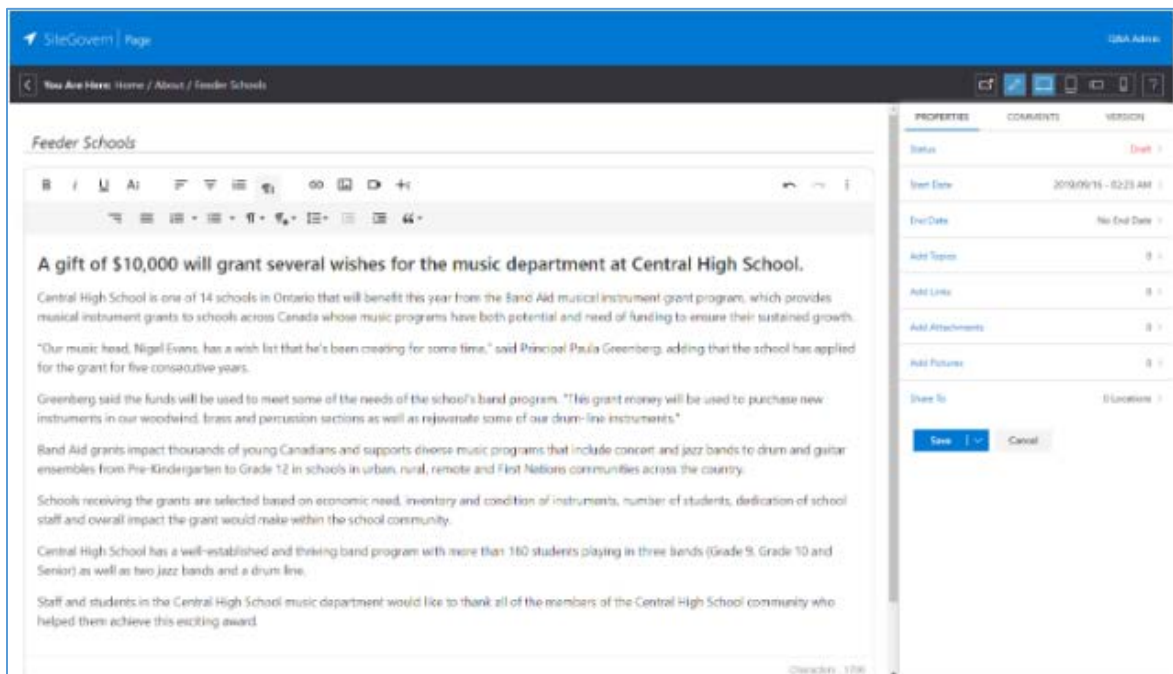 SiteGovern | Page
Q&A Admin
You Are Here: Home / About / Feeder Schools
?
PROPERTIES COMMENTS VERSION
Feeder Schools
Status Draft
Start Date 2019/09/16 - 02:23 AM
End Date No End Date
Add Topics 0
Add Links 0
Add Attachments 0
Add Pictures 0
Share To 0 Locations
Save Cancel
A gift of $10,000 will grant several wishes for the music department at Central High School.
Central High School is one of 14 schools in Ontario that will benefit this year from the Band Aid musical instrument grant program, which provides
musical instrument grants to schools across Canada whose music programs have both potential and need of funding to ensure their sustained growth.
"Our music head, Nigel Evans, has a wish list that he's been creating for some time," said Principal Paula Greenberg, adding that the school has applied
for the grant for five consecutive years.
Greenberg said the funds will be used to meet some of the needs of the school's band program. "This grant money will be used to purchase new
instruments in our woodwind, brass and percussion sections as well as rejuvenate some of our drum-line instruments."
Band Aid grants impact thousands of young Canadians and supports diverse music programs that include concert and jazz bands to drum and guitar
ensembles from Pre-Kindergarten to Grade 12 in schools in urban, rural, remote and First Nations communities across the country.
Schools receiving the grants are selected based on economic need, inventory and condition of instruments, number of students, dedication of school
staff and overall impact the grant would make within the school community.
Central High School has a well-established and thriving band program with more than 160 students playing in three bands (Grade 9, Grade 10 and
Senior) as well as two jazz bands and a drum line.
Staff and students in the Central High School music department would like to thank all of the members of the Central High School community who
helped them achieve this exciting award.
Characters :